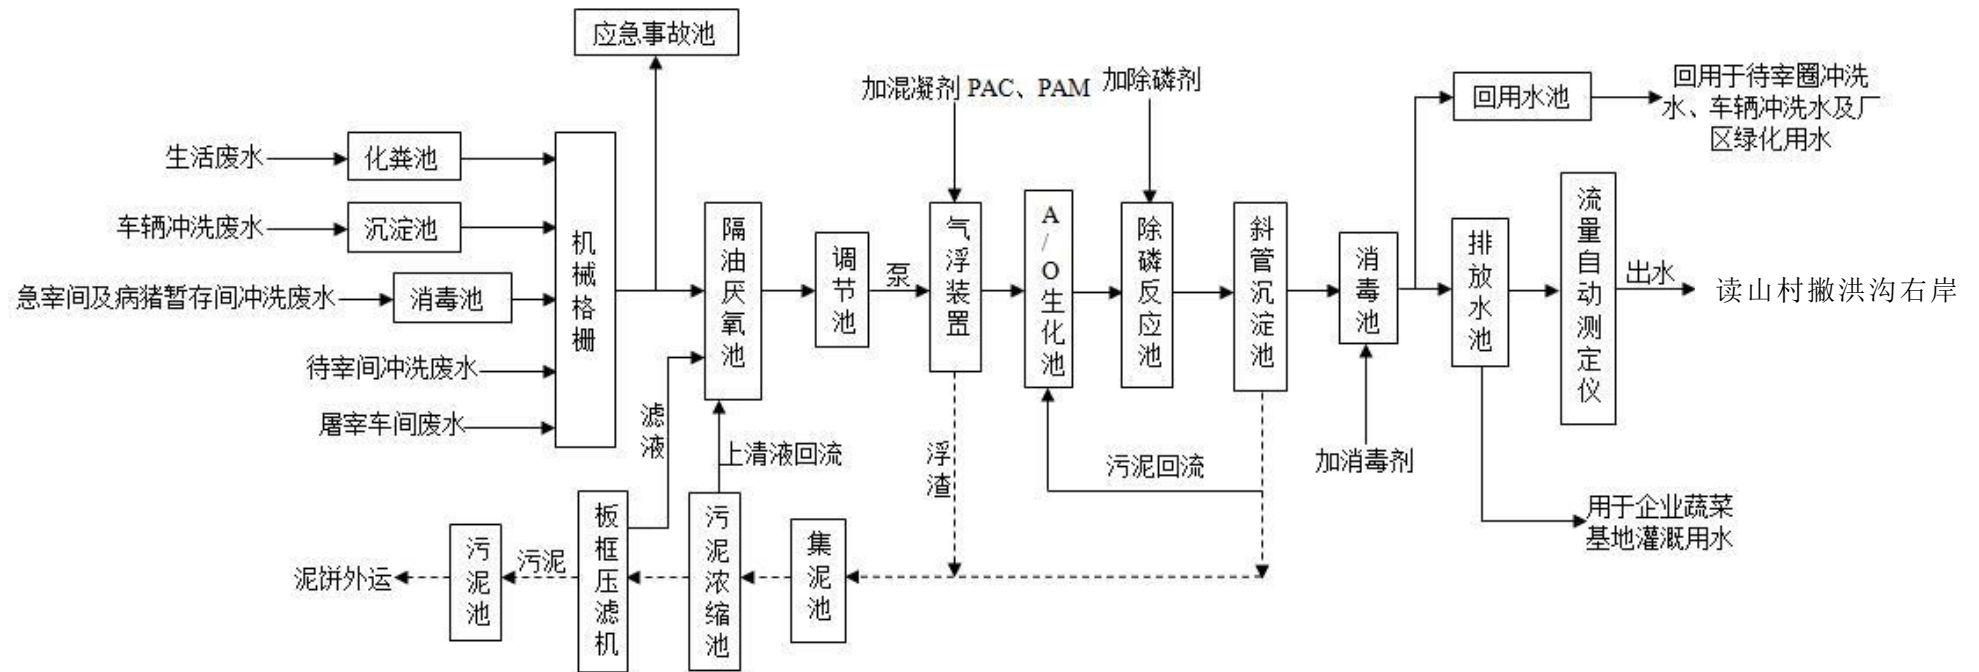 应急事故池
加混凝剂 PAC、PAM
加除磷剂
回用水池
回用于待宰圈冲洗
水、车辆冲洗水及厂
区绿化用水
生活废水
化粪池
车辆冲洗废水
沉淀池
急宰间及病猪暂存间冲洗废水
消毒池
待宰间冲洗废水
屠宰车间废水
机械格栅
隔油厌氧池
调节池
泵
气浮装置
A/O生化池
除磷反应池
斜管沉淀池
消毒池
排放水池
流量自动测定仪
出水
读山村撇洪沟右岸
滤液
上清液回流
浮渣
污泥回流
加消毒剂
用于企业蔬菜
基地灌溉用水
泥饼外运
污泥池
污泥
板框压滤机
污泥浓缩池
集泥池